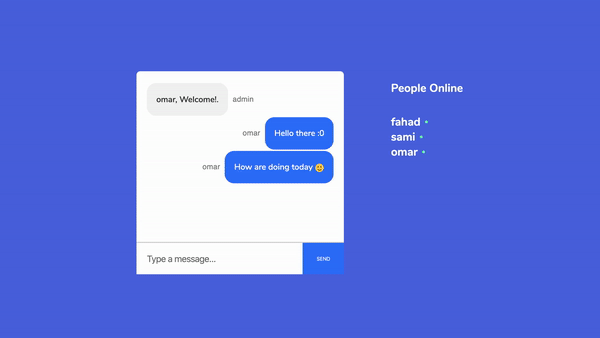 omar, Welcome!. admin
omar Hello there :0
omar How are doing today 😃
Type a message...
SEND
People Online
fahad
sami
omar